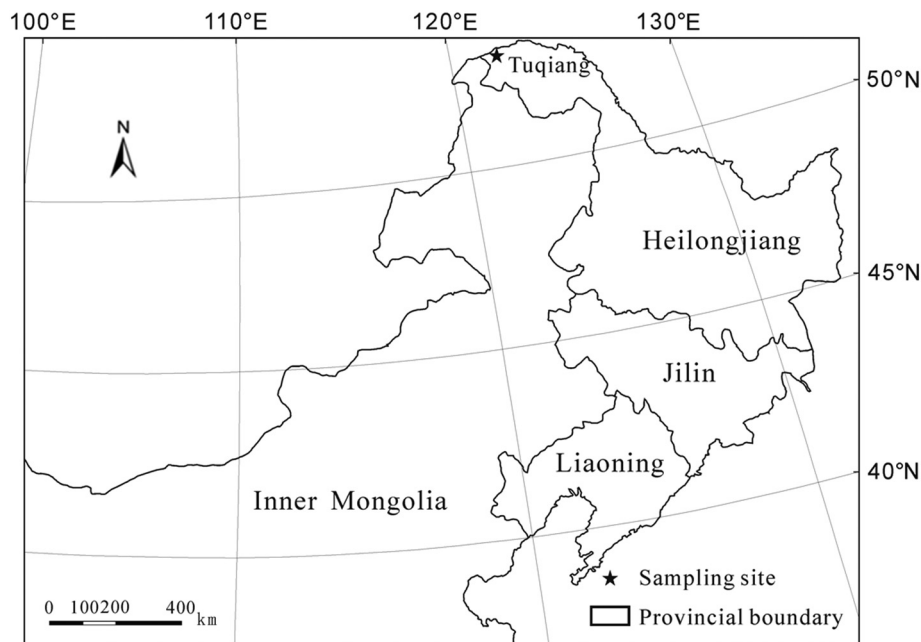 100°E 110°E 120°E 130°E
Tuqiang
50°N
N
Heilongjiang
45°N
Jilin
Liaoning
40°N
Inner Mongolia
★ Sampling site
0 100200 400 km
Provincial boundary